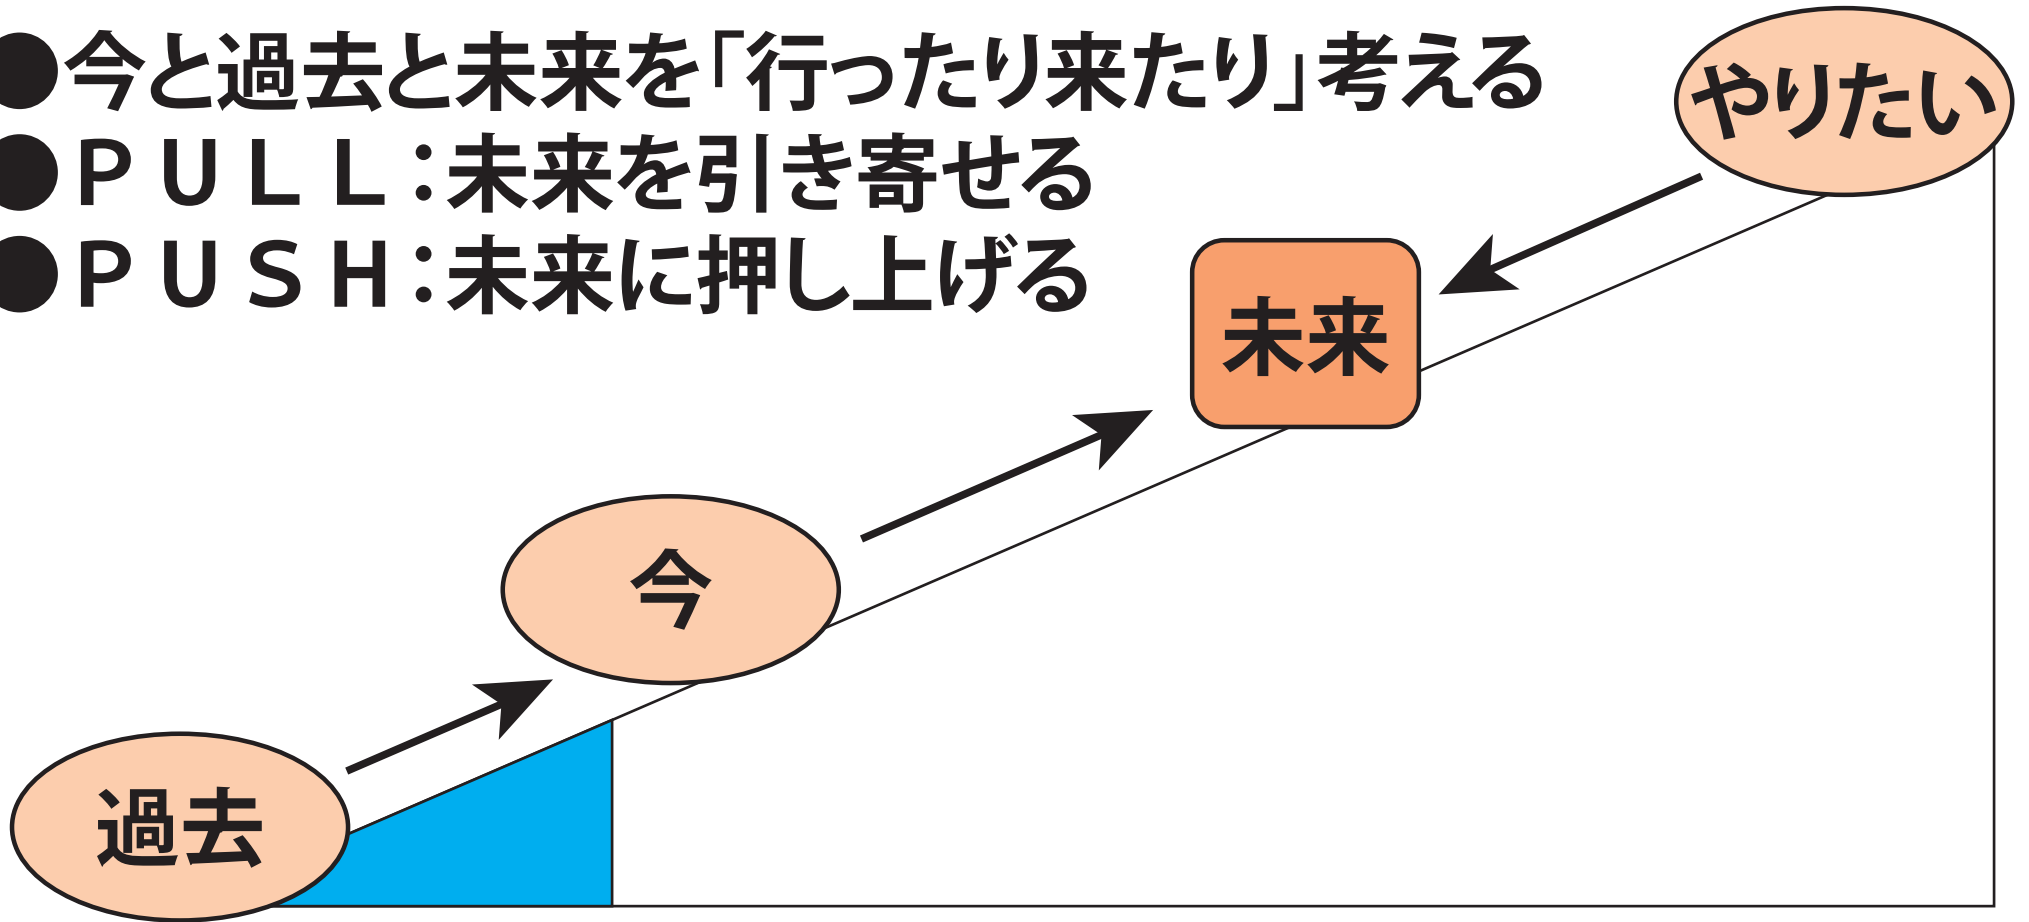 ●今と過去と未来を「行ったり来たり」考える
●ＰＵＬＬ：未来を引き寄せる
●ＰＵＳＨ：未来に押し上げる
やりたい
未来
今
過去